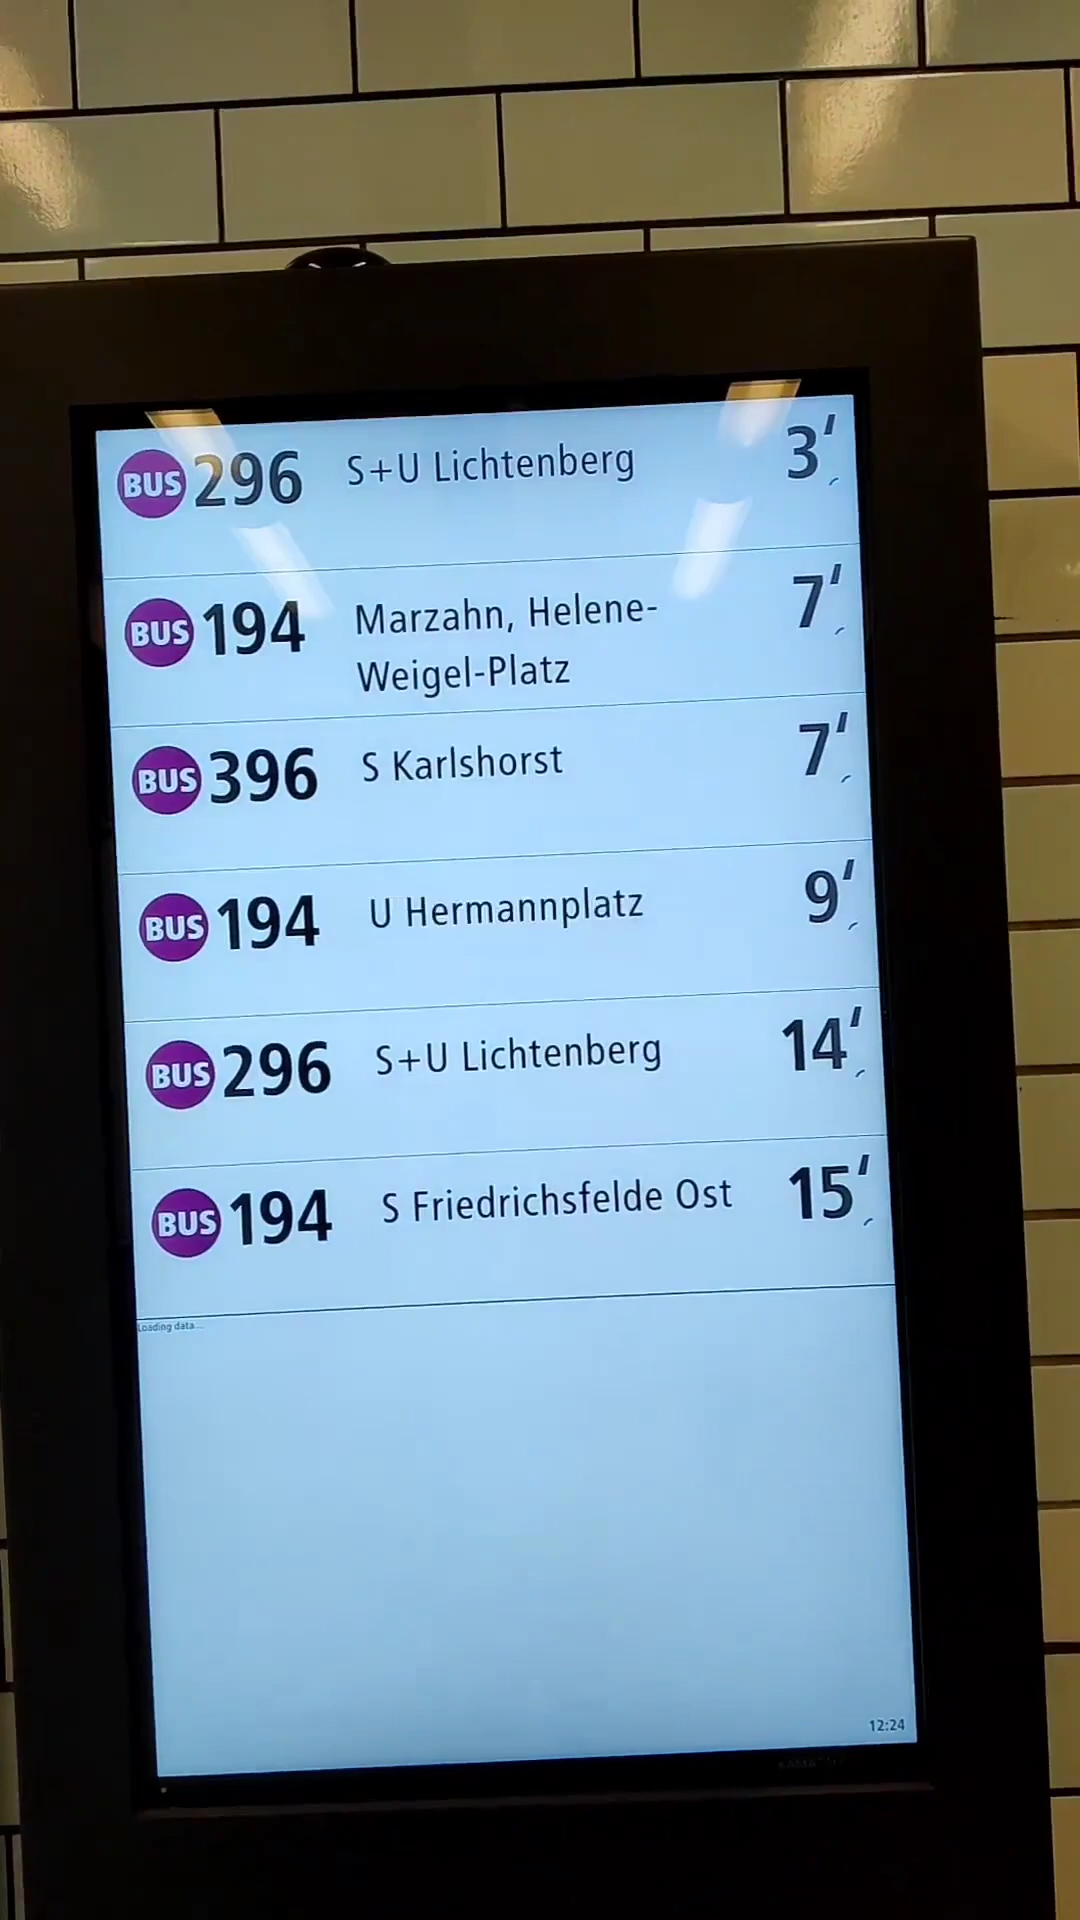 BUS 296 S+U Lichtenberg 3'
BUS 194 Marzahn, Helene- 7'
Weigel-Platz
BUS 396 S Karlshorst 7'
BUS 194 U Hermannplatz 9'
BUS 296 S+U Lichtenberg 14'
BUS 194 S Friedrichsfelde Ost 15'
Loading data...
12:24